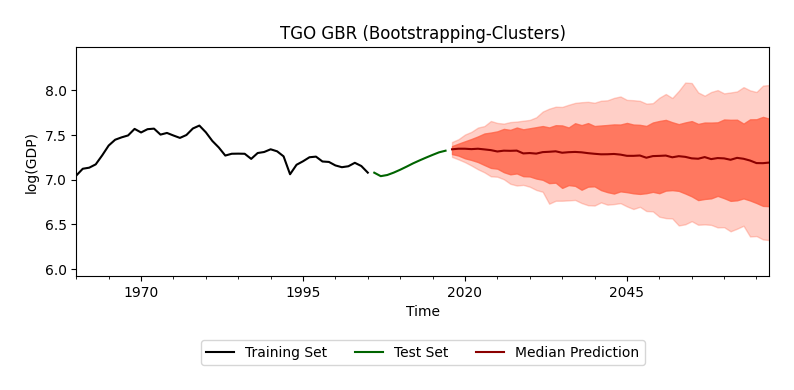 TGO GBR (Bootstrapping-Clusters)
log(GDP)
8.0
7.5
7.0
6.5
6.0
1970 1995 2020 2045
Time
Training Set Test Set Median Prediction